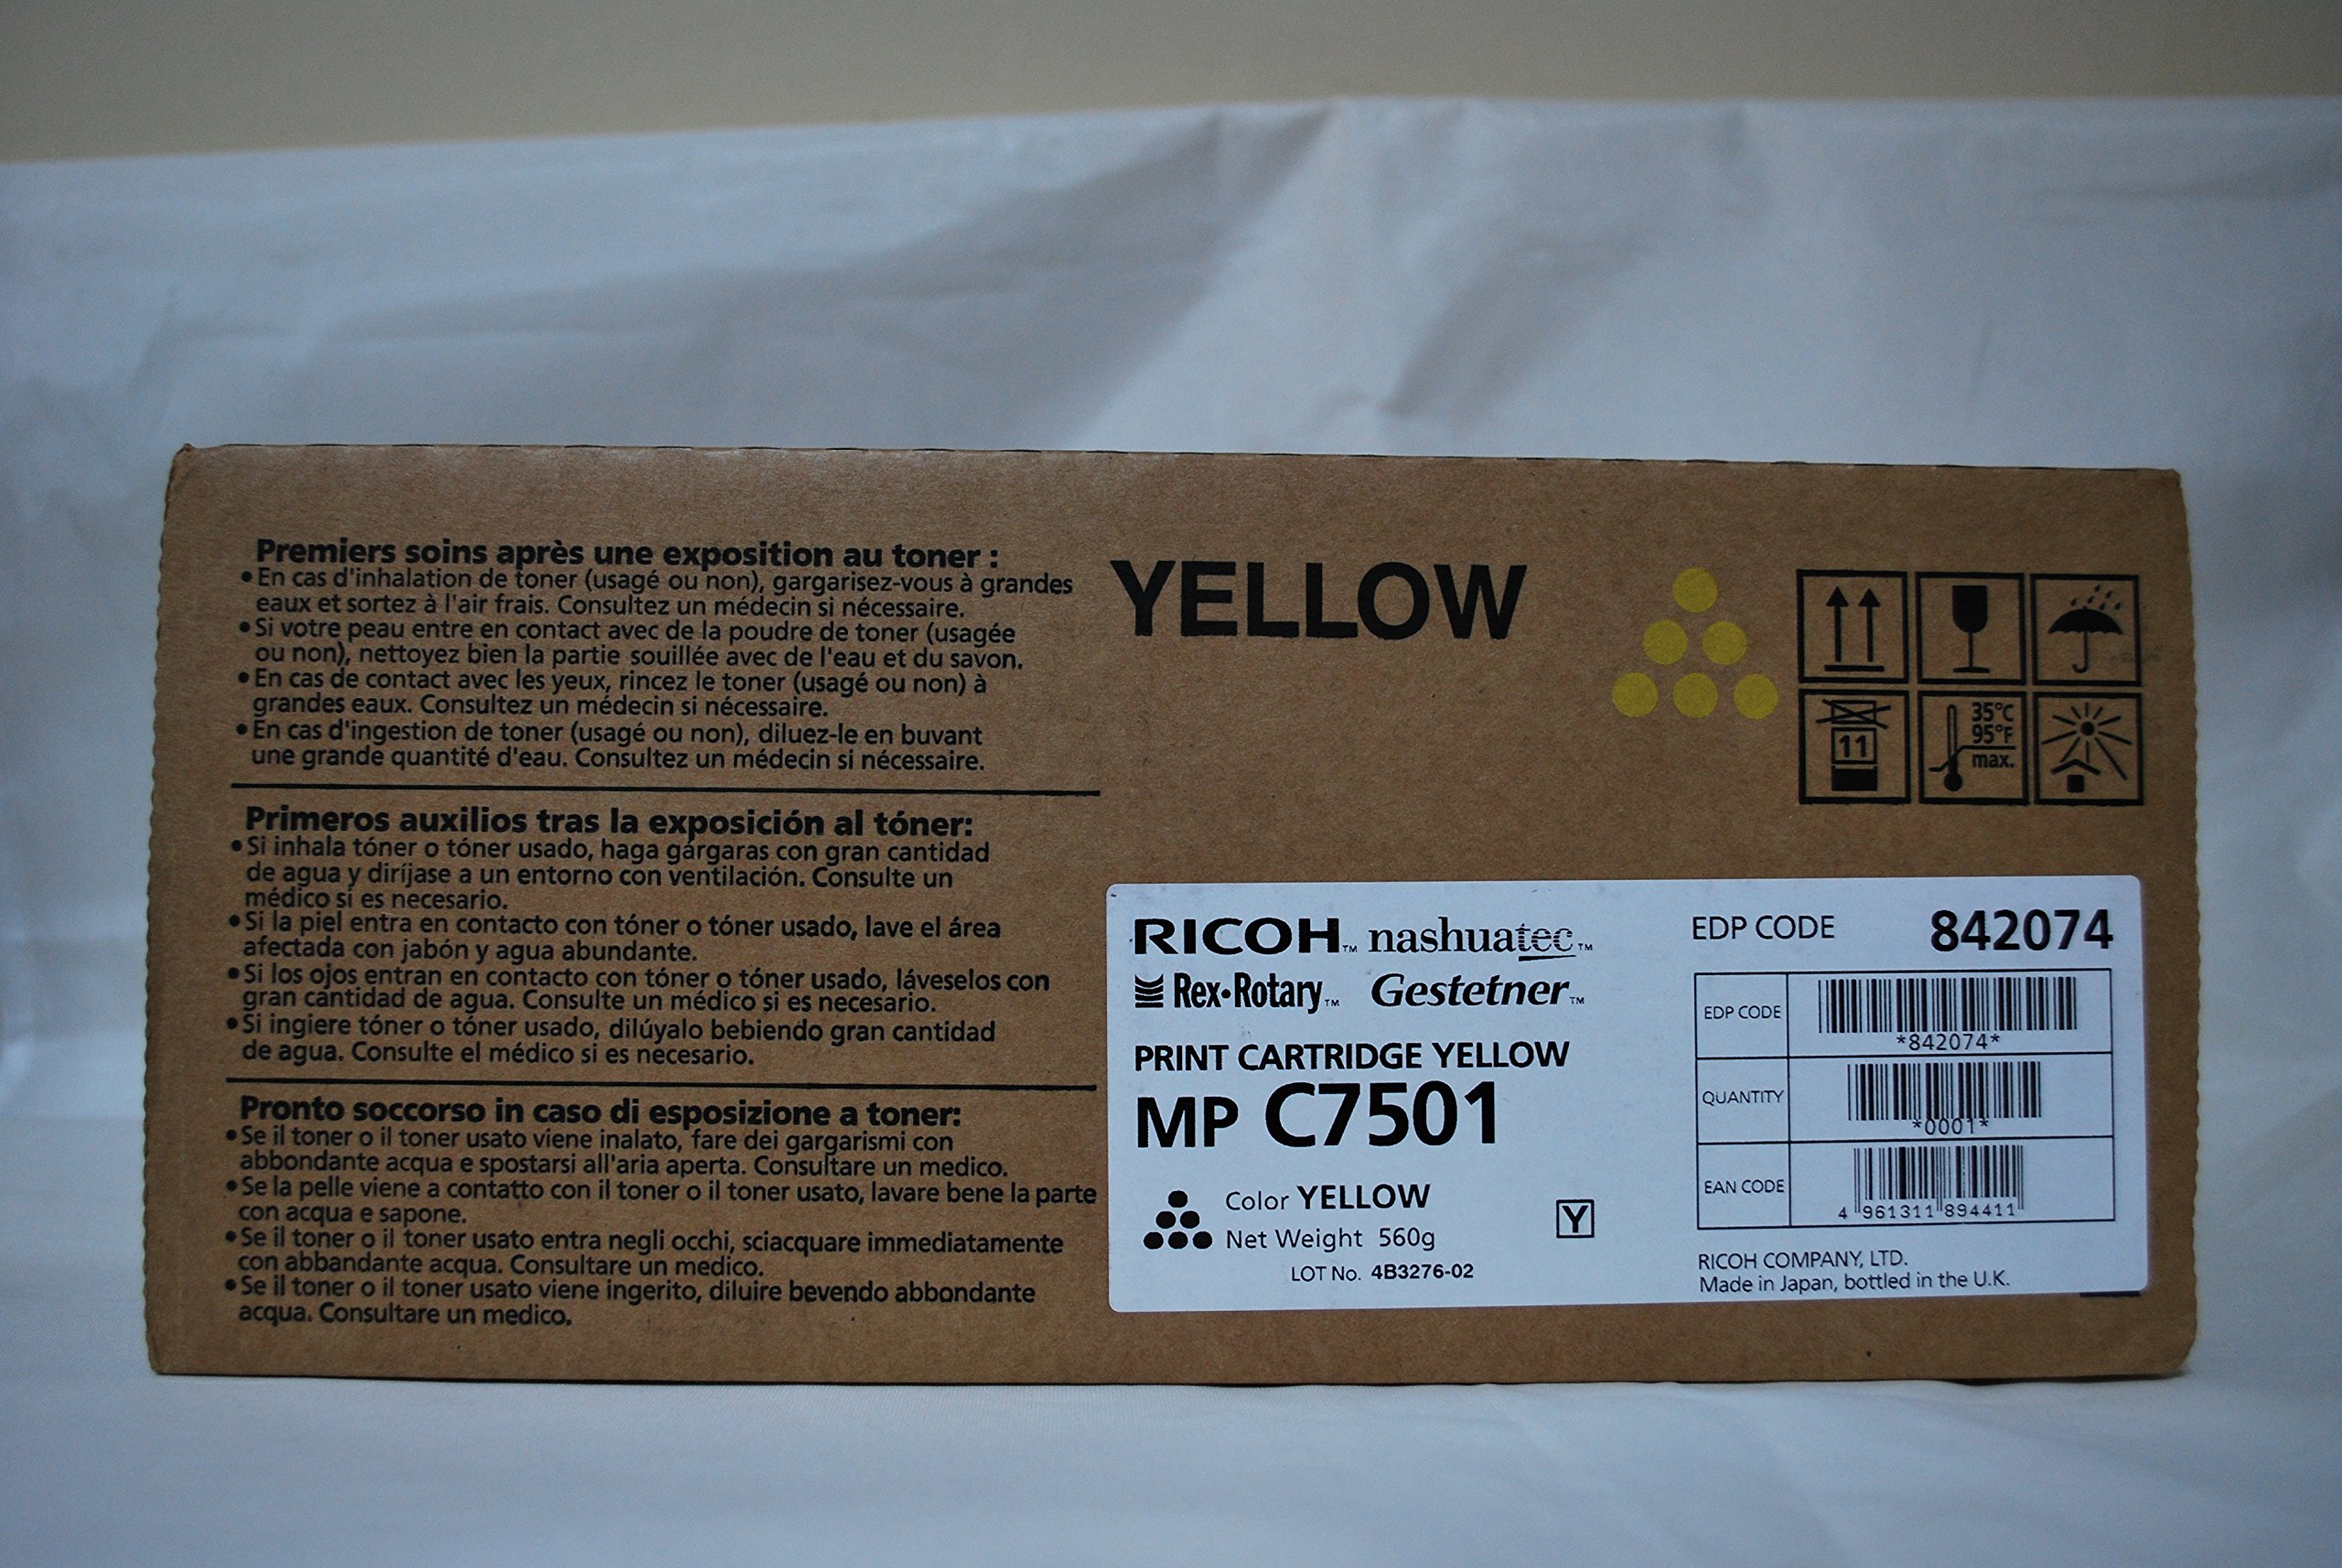 Premiers soins après une exposition au toner :
•En cas d'inhalation de toner (usagé ou non), gargarisez-vous à grandes
eaux et sortez à l'air frais. Consultez un médecin si nécessaire.
•Si votre peau entre en contact avec de la poudre de toner (usagée
ou non), nettoyez bien la partie souillée avec de l'eau et du savon.
•En cas de contact avec les yeux, rincez le toner (usagé ou non) à
grandes eaux. Consultez un médecin si nécessaire.
•En cas d'ingestion de toner (usagé ou non), diluez-le en buvant
une grande quantité d'eau. Consultez un médecin si nécessaire.
Primeros auxilios tras la exposición al tóner:
•Si inhala tóner o tóner usado, haga gárgaras con gran cantidad
de agua y diríjase a un entorno con ventilación. Consulte un
médico si es necesario.
•Si la piel entra en contacto con tóner o tóner usado, lave el área
afectada con jabón y agua abundante.
•Si los ojos entran en contacto con tóner o tóner usado, láveselos con
gran cantidad de agua. Consulte un médico si es necesario.
•Si ingiere tóner o tóner usado, dilúyalo bebiendo gran cantidad
de agua. Consulte el médico si es necesario.
Pronto soccorso in caso di esposizione a toner:
•Se il toner o il toner usato viene inalato, fare dei gargarismi con
abbondante acqua e spostarsi all'aria aperta. Consultare un medico.
•Se la pelle viene a contatto con il toner o il toner usato, lavare bene la parte
con acqua e sapone.
•Se il toner o il toner usato entra negli occhi, sciacquare immediatamente
con abbandante acqua. Consultare un medico.
•Se il toner o il toner usato viene ingerito, diluire bevendo abbondante
acqua. Consultare un medico.
YELLOW
11
35°C
95°F
max.
RICOH™ nashuatec™
Rex•Rotary™ Gestetner™
PRINT CARTRIDGE YELLOW
MP C7501
Color YELLOW
Net Weight 560g
LOT No. 4B3276-02
Y
EDP CODE 842074
EDP CODE
*842074*
QUANTITY
*0001*
EAN CODE
4 961311 894411
RICOH COMPANY, LTD.
Made in Japan, bottled in the U.K.